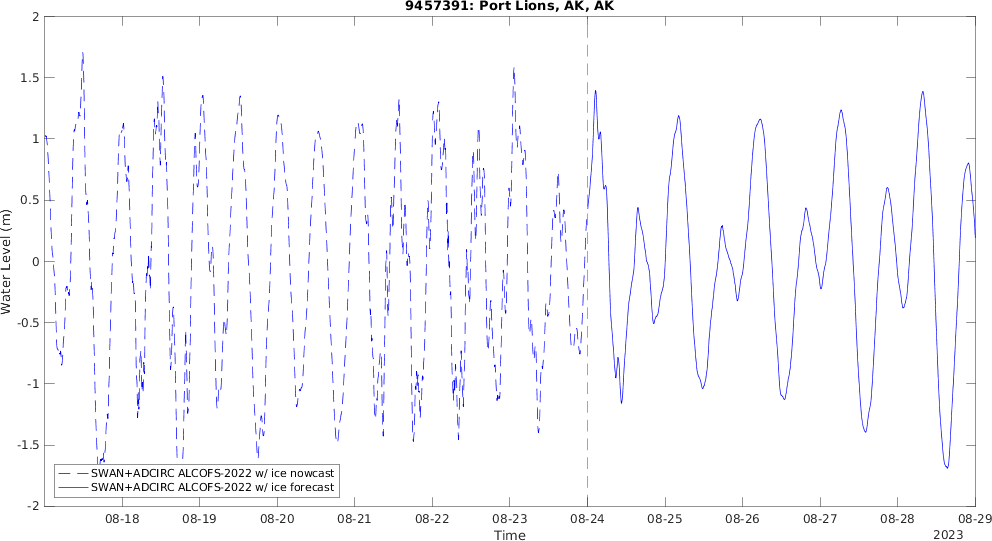 9457391: Port Lions, AK, AK
Water Level (m)
2
1.5
1
0.5
0
-0.5
-1
-1.5
-2
SWAN+ADCIRC ALCOFS-2022 w/ ice nowcast
SWAN+ADCIRC ALCOFS-2022 w/ ice forecast
08-18 08-19 08-20 08-21 08-22 08-23 08-24 08-25 08-26 08-27 08-28 08-29
Time
2023